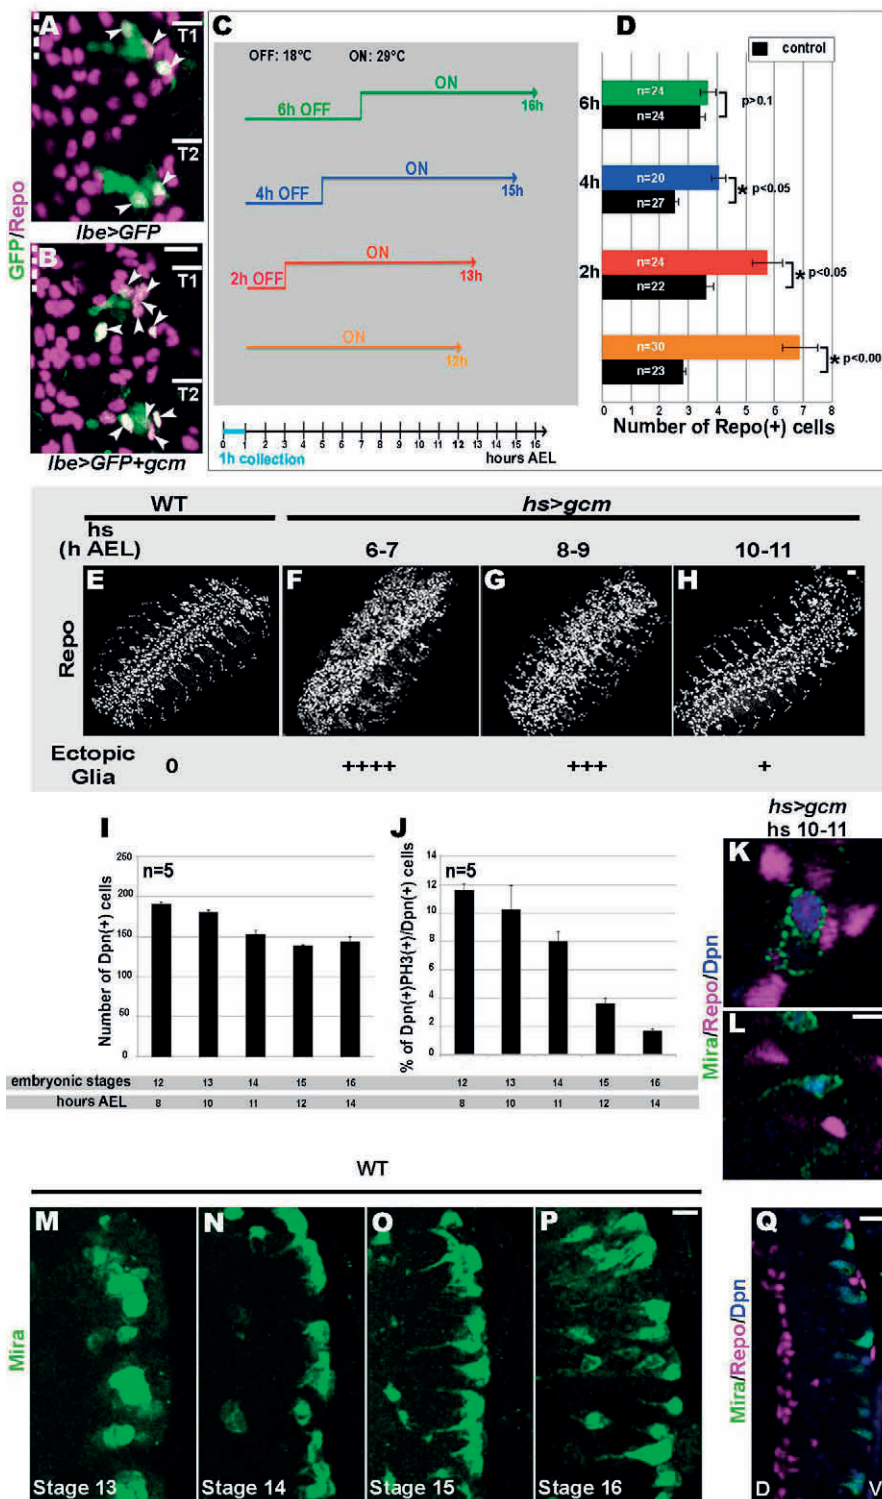 A
T1
T2
lbe>GFP
GFP/Repo
B
T1
T2
lbe>GFP+gcm
C
OFF: 18°C ON: 29°C
ON
6h OFF
16h
ON
4h OFF
15h
ON
2h OFF
13h
ON
12h
0 1 2 3 4 5 6 7 8 9 10 11 12 13 14 15 16
1h collection
hours AEL
D
control
6h
n=24
n=24
p>0.1
4h
n=20
n=27
* p<0.05
2h
n=24
n=22
* p<0.05
n=30
n=23
* p<0.00
0 1 2 3 4 5 6 7 8
Number of Repo(+) cells
WT
hs>gcm
hs
(h AEL)
6-7
8-9
10-11
E
F
G
H
Repo
Ectopic
Glia
0
++++
+++
+
I
n=5
Number of Dpn(+) cells
250
200
150
100
50
0
J
n=5
% of Dpn(+)PH3(+)/Dpn(+) cells
14
12
10
8
6
4
2
0
embryonic stages 12 13 14 15 16 12 13 14 15 16
hours AEL 8 10 11 12 14 8 10 11 12 14
hs>gcm
hs 10-11
K
L
Mira/Repo/Dpn
WT
M
N
O
P
Mira
Stage 13
Stage 14
Stage 15
Stage 16
Q
Mira/Repo/Dpn
D
V